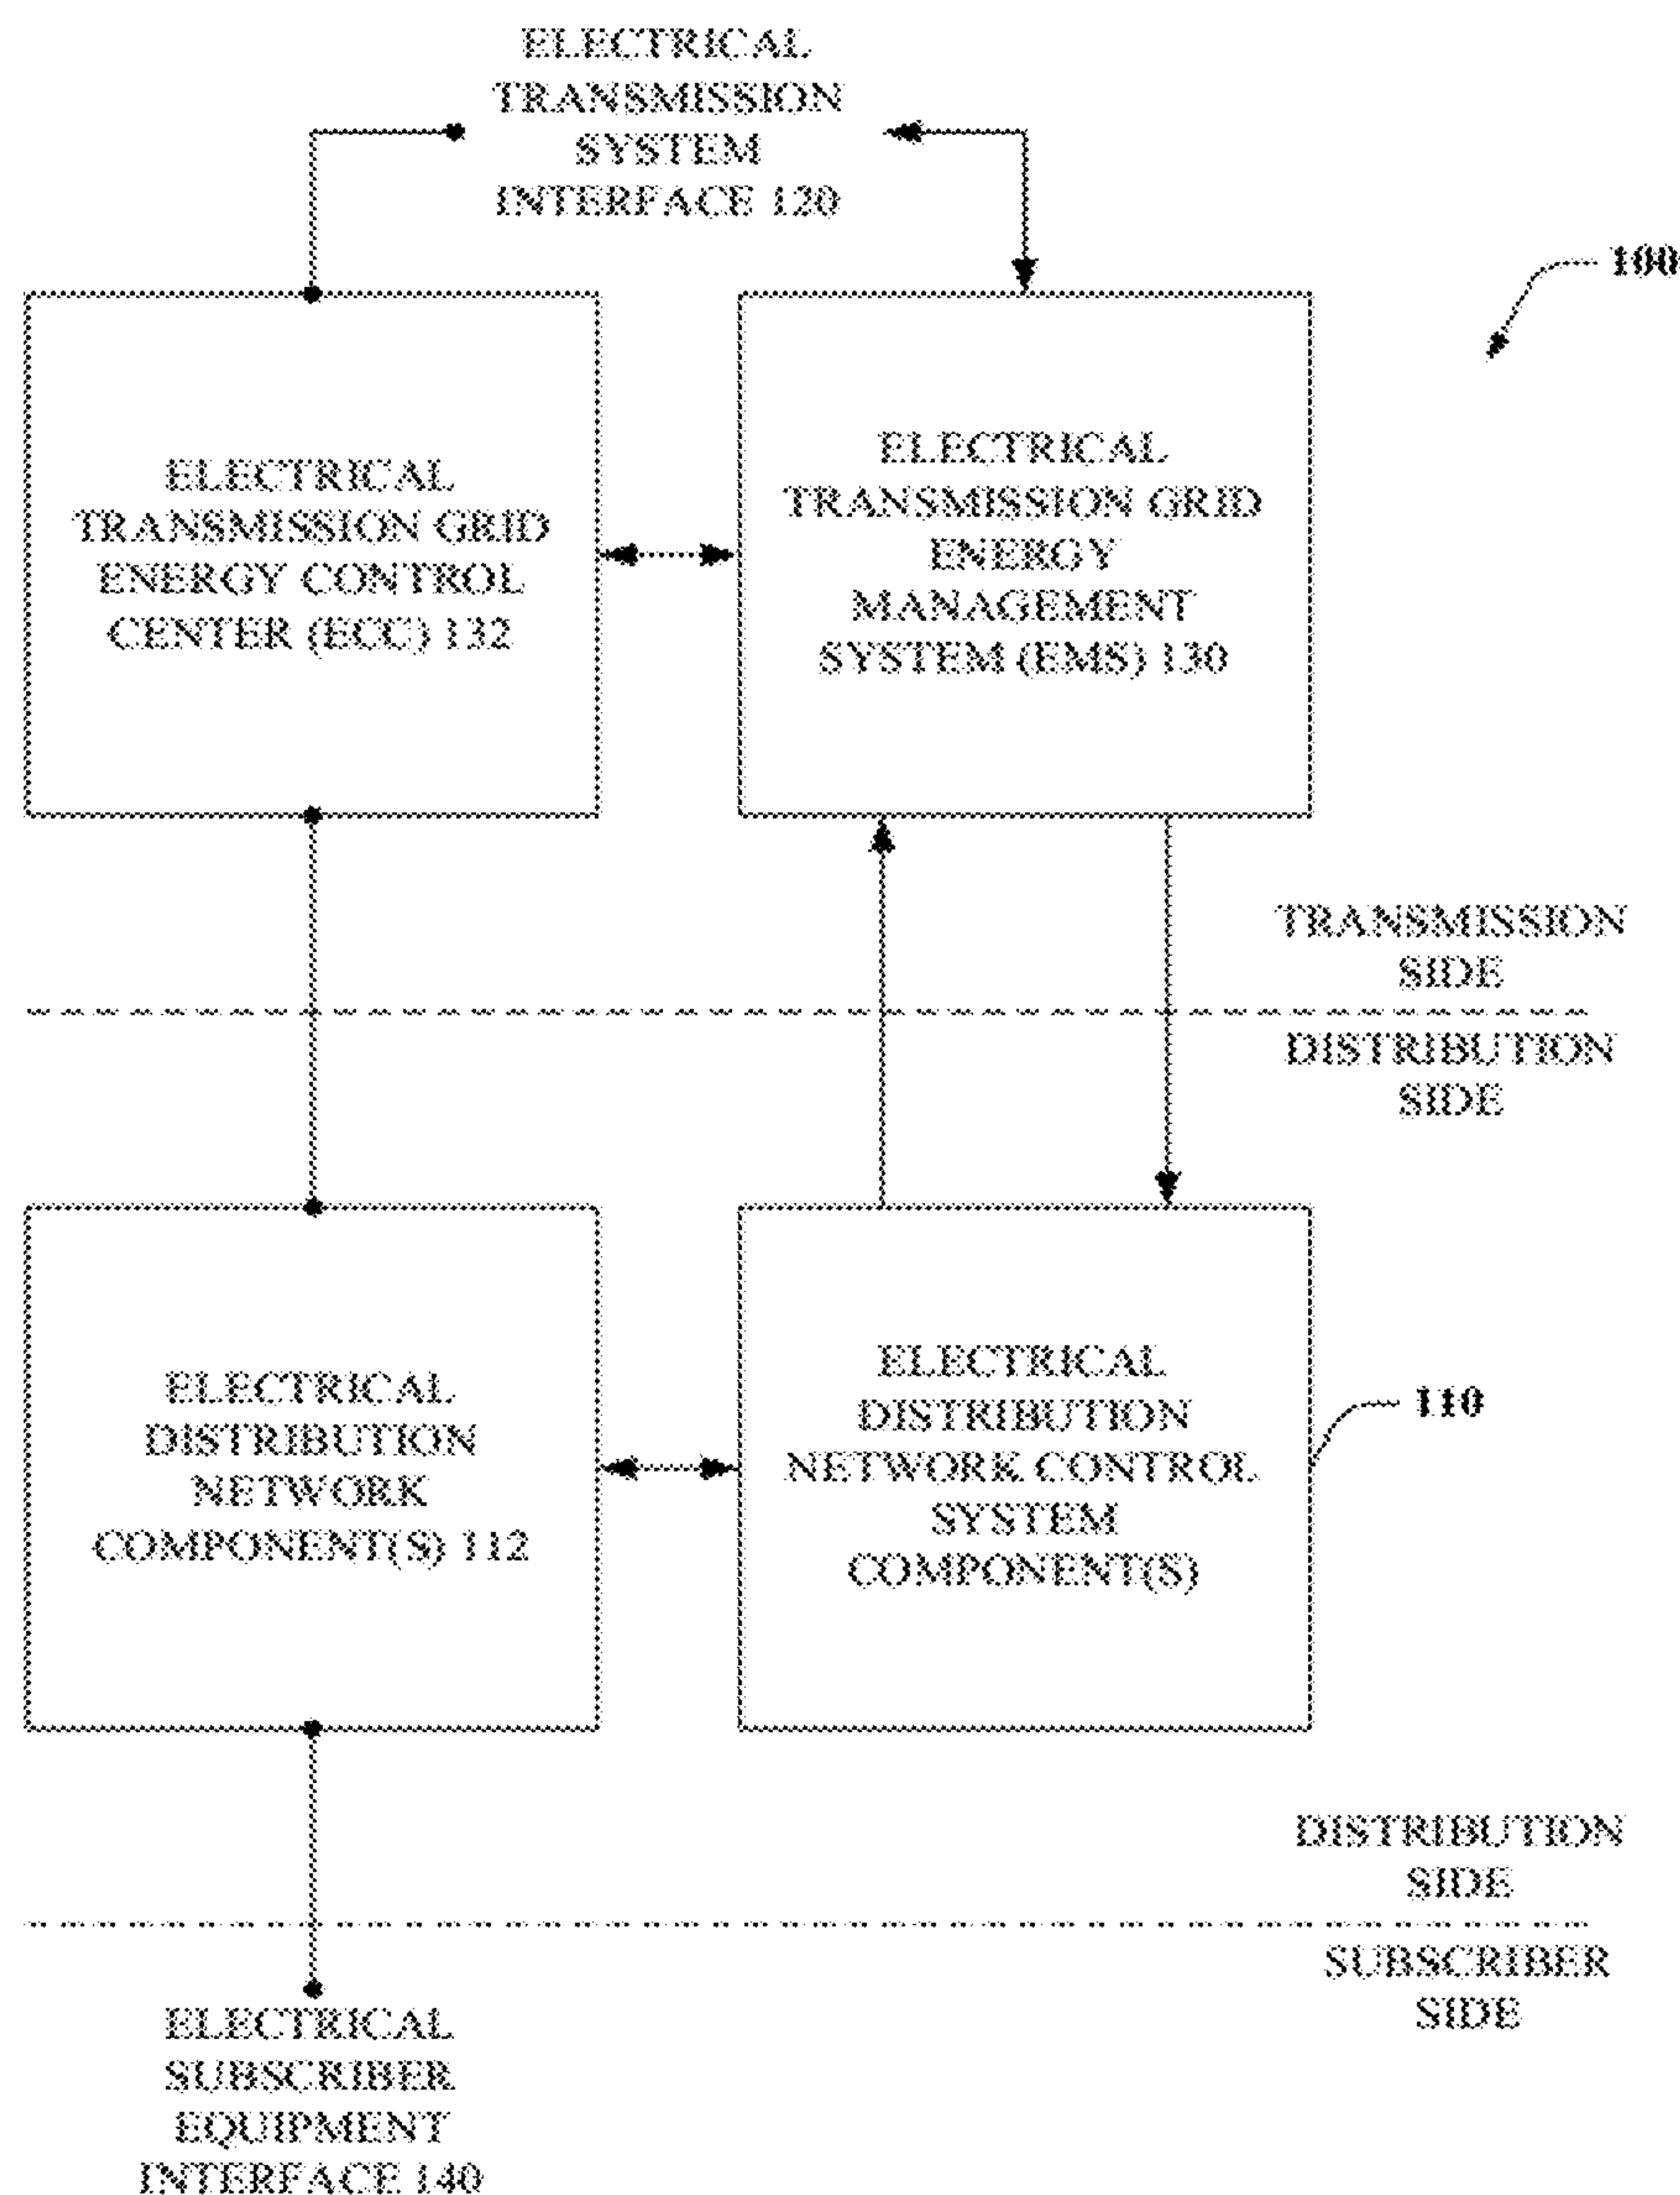 ELECTRICAL
TRANSMISSION
SYSTEM
INTERFACE 120
100
ELECTRICAL
TRANSMISSION GRID
ENERGY CONTROL
CENTER (ECC) 132
ELECTRICAL
TRANSMISSION GRID
ENERGY
MANAGEMENT
SYSTEM (EMS) 130
TRANSMISSION
SIDE
DISTRIBUTION
SIDE
ELECTRICAL
DISTRIBUTION
NETWORK
COMPONENT(S) 112
ELECTRICAL
DISTRIBUTION
NETWORK CONTROL
SYSTEM
COMPONENT(S)
110
DISTRIBUTION
SIDE
SUBSCRIBER
SIDE
ELECTRICAL
SUBSCRIBER
EQUIPMENT
INTERFACE 140